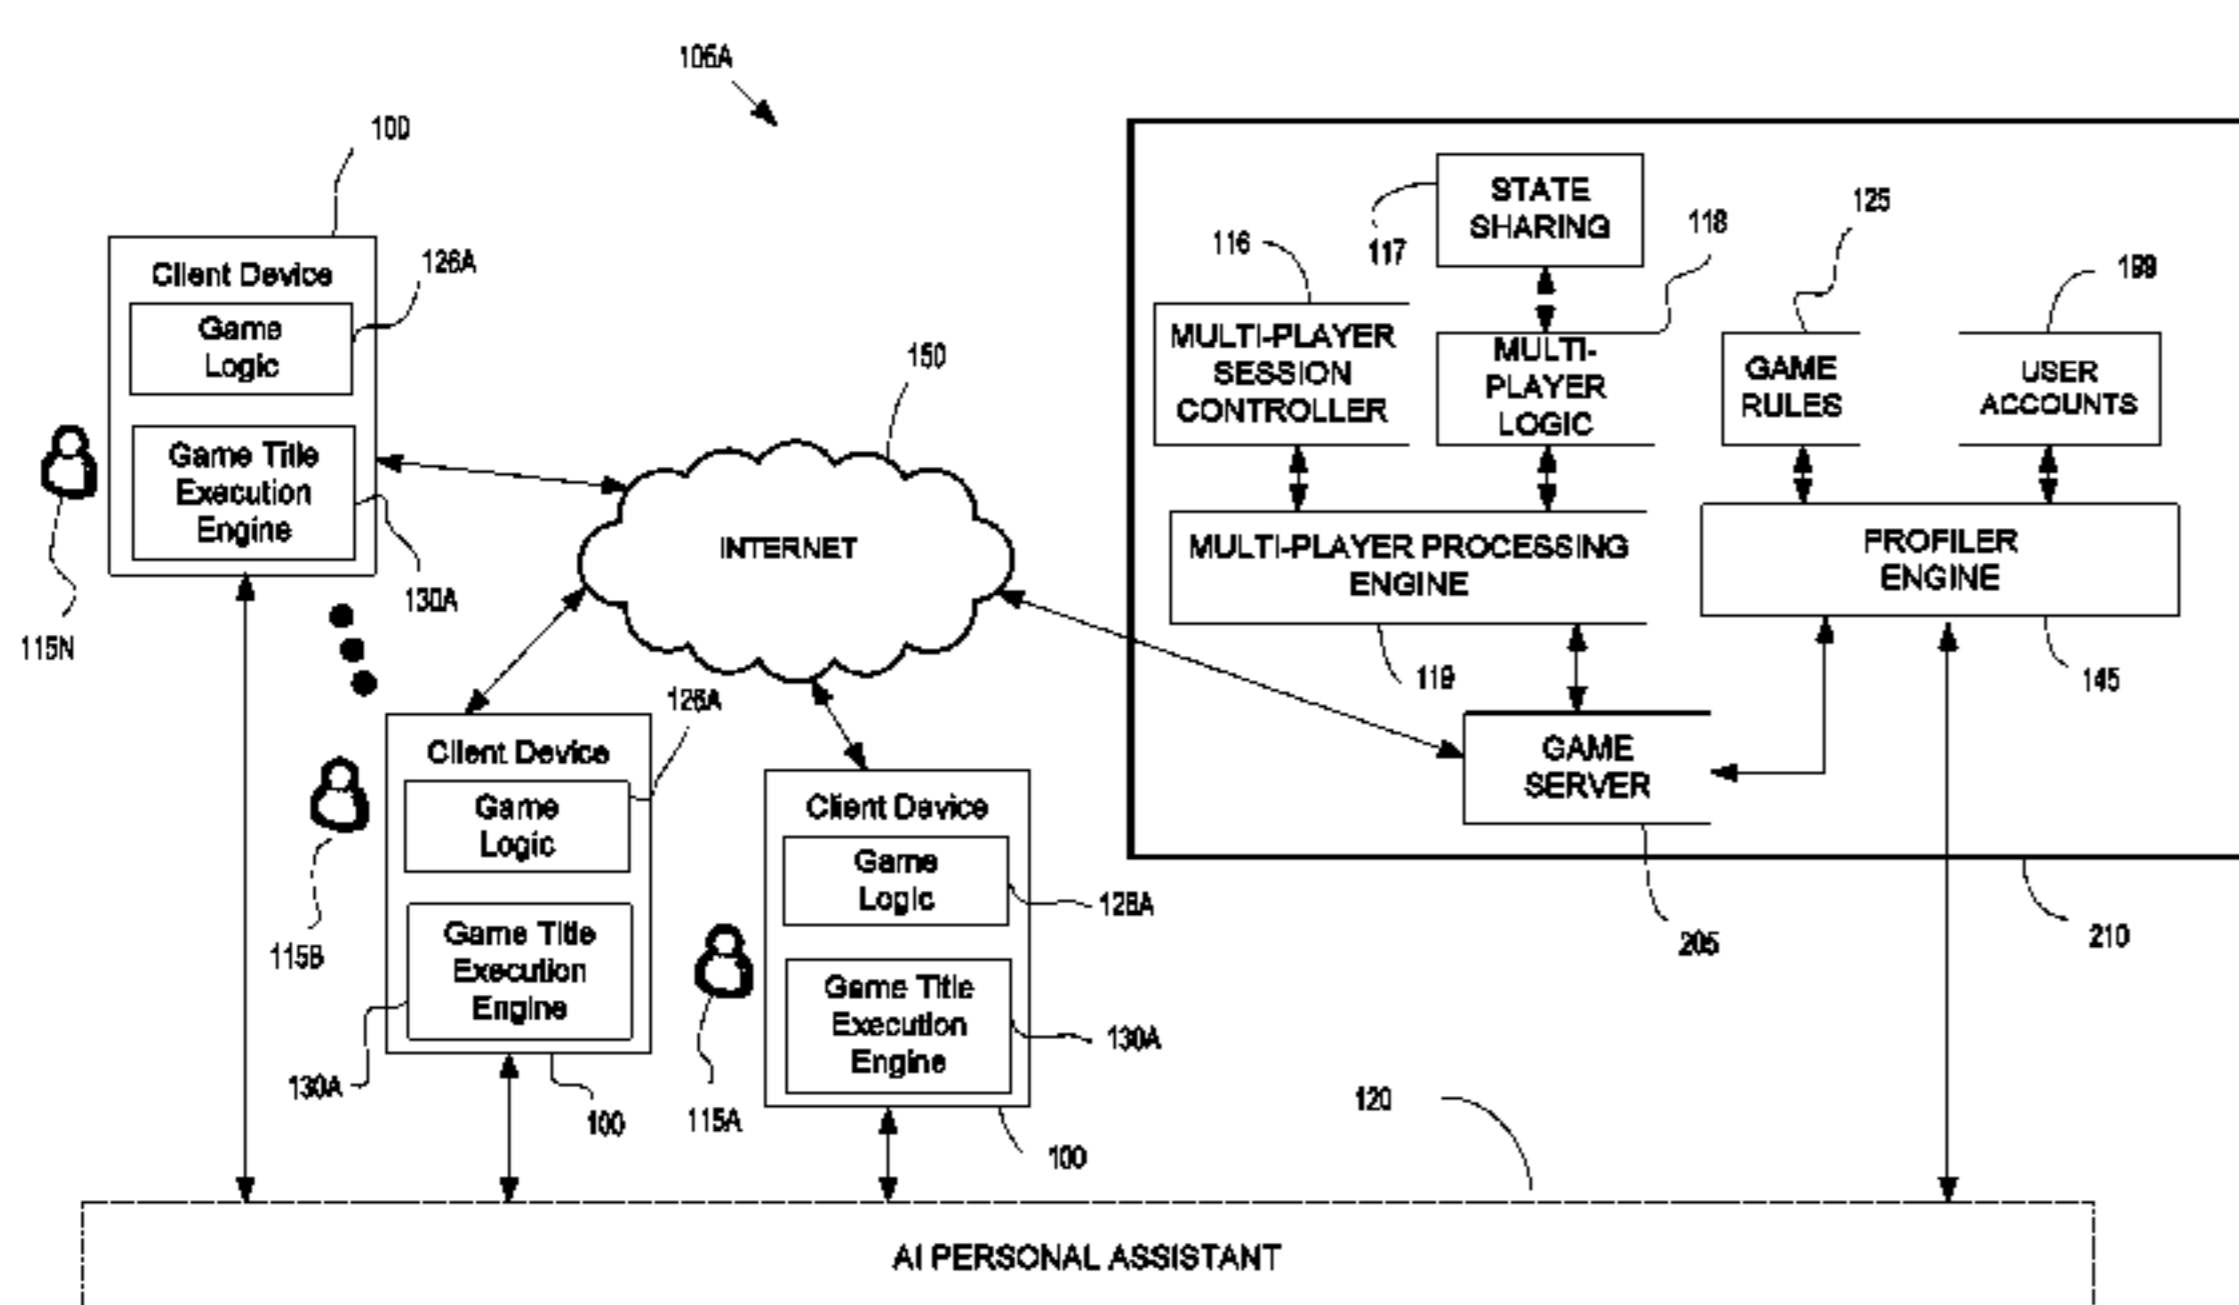 106A
100
Client Device
126A
Game
Logic
Game Title
Execution
Engine
130A
115N
150
INTERNET
STATE
SHARING
117
116
118
125
199
MULTI-PLAYER
SESSION
CONTROLLER
MULTI-
PLAYER
LOGIC
GAME
RULES
USER
ACCOUNTS
MULTI-PLAYER PROCESSING
ENGINE
PROFILER
ENGINE
119
145
GAME
SERVER
205
210
126A
Client Device
Game
Logic
Game Title
Execution
Engine
115B
130A
100
Client Device
Game
Logic
126A
Game Title
Execution
Engine
130A
115A
100
120
AI PERSONAL ASSISTANT